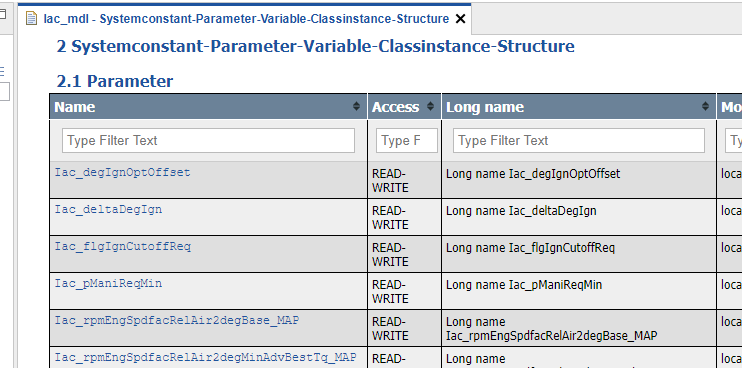 Iac_mdl - Systemconstant-Parameter-Variable-Classinstance-Structure
2 Systemconstant-Parameter-Variable-Classinstance-Structure
2.1 Parameter
Name Access Long name Mo
Type Filter Text Type F Type Filter Text Ty
Iac_degIgnOptOffset READ- Long name Iac_degIgnOptOffset loca
WRITE
Iac_deltaDegIgn READ- Long name Iac_deltaDegIgn loca
WRITE
Iac_flgIgnCutoffReq READ- Long name Iac_flgIgnCutoffReq loca
WRITE
Iac_pManiReqMin READ- Long name Iac_pManiReqMin loca
WRITE
Iac_rpmEngSpdfacRelAir2degBase_MAP READ- Long name loca
WRITE Iac_rpmEngSpdfacRelAir2degBase_MAP
Iac_rpmEngSpdfacRelAir2degMinAdvBestTq_MAP READ- Long name loca